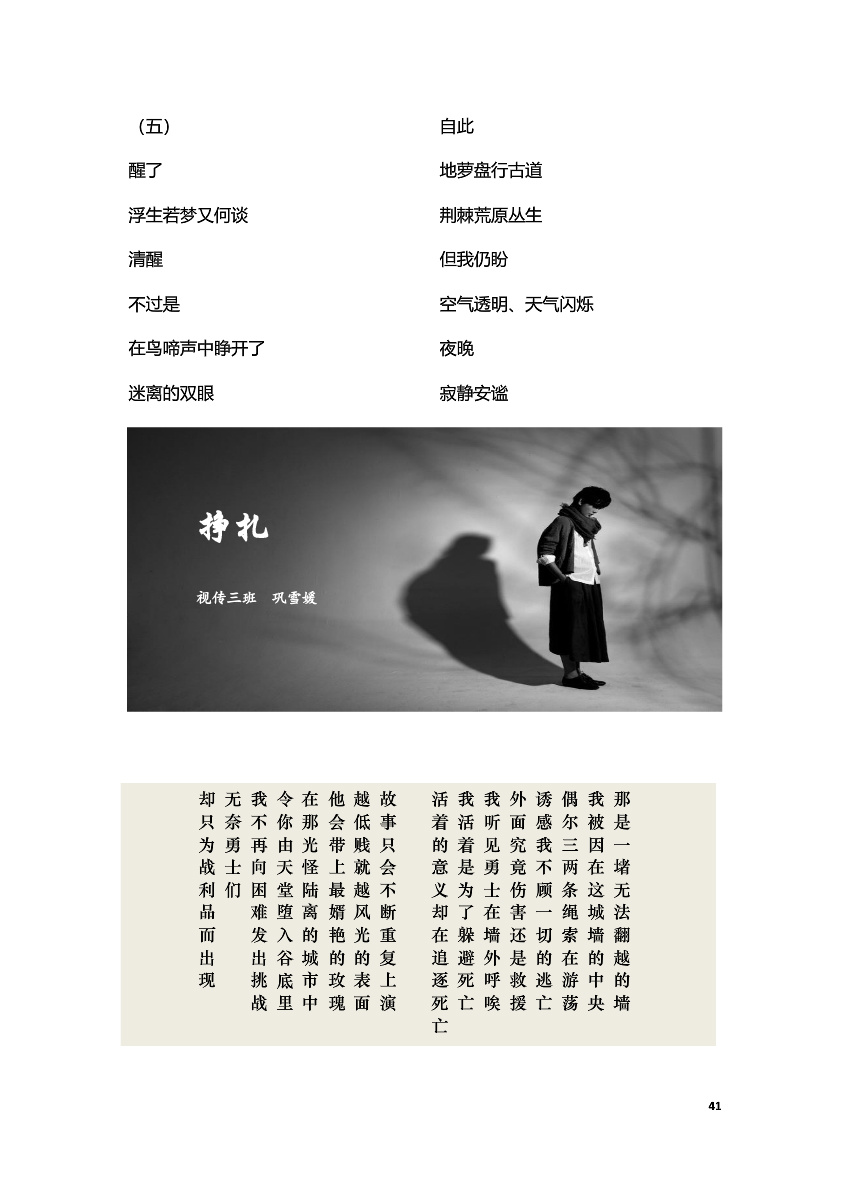 （五）
醒了
浮生若梦又何谈
清醒
不过是
在鸟啼声中睁开了
迷离的双眼
自此
地萝盘行古道
荆棘荒原丛生
但我仍盼
空气透明、天气闪烁
夜晚
寂静安谧
挣扎
视传三班 巩雪媛
那是一堵无法翻越的墙
我被因在这城墙的中央
偶尔三两条绳索在游荡
诱惑我不顾一切的逃亡
外面究竟伤害还是救援
我听见勇士在墙外呼唤
我活着是为了躲避死亡
活着的意义却在追逐死亡
故事只会不断重复上演
越低贱就越风光的表面
他会带上最婿艳的玫瑰
在那光怪陆离的城市中
令你由天堂堕入谷底里
我不再向困难发出挑战
无奈勇士们
却只为战利品而出现
41